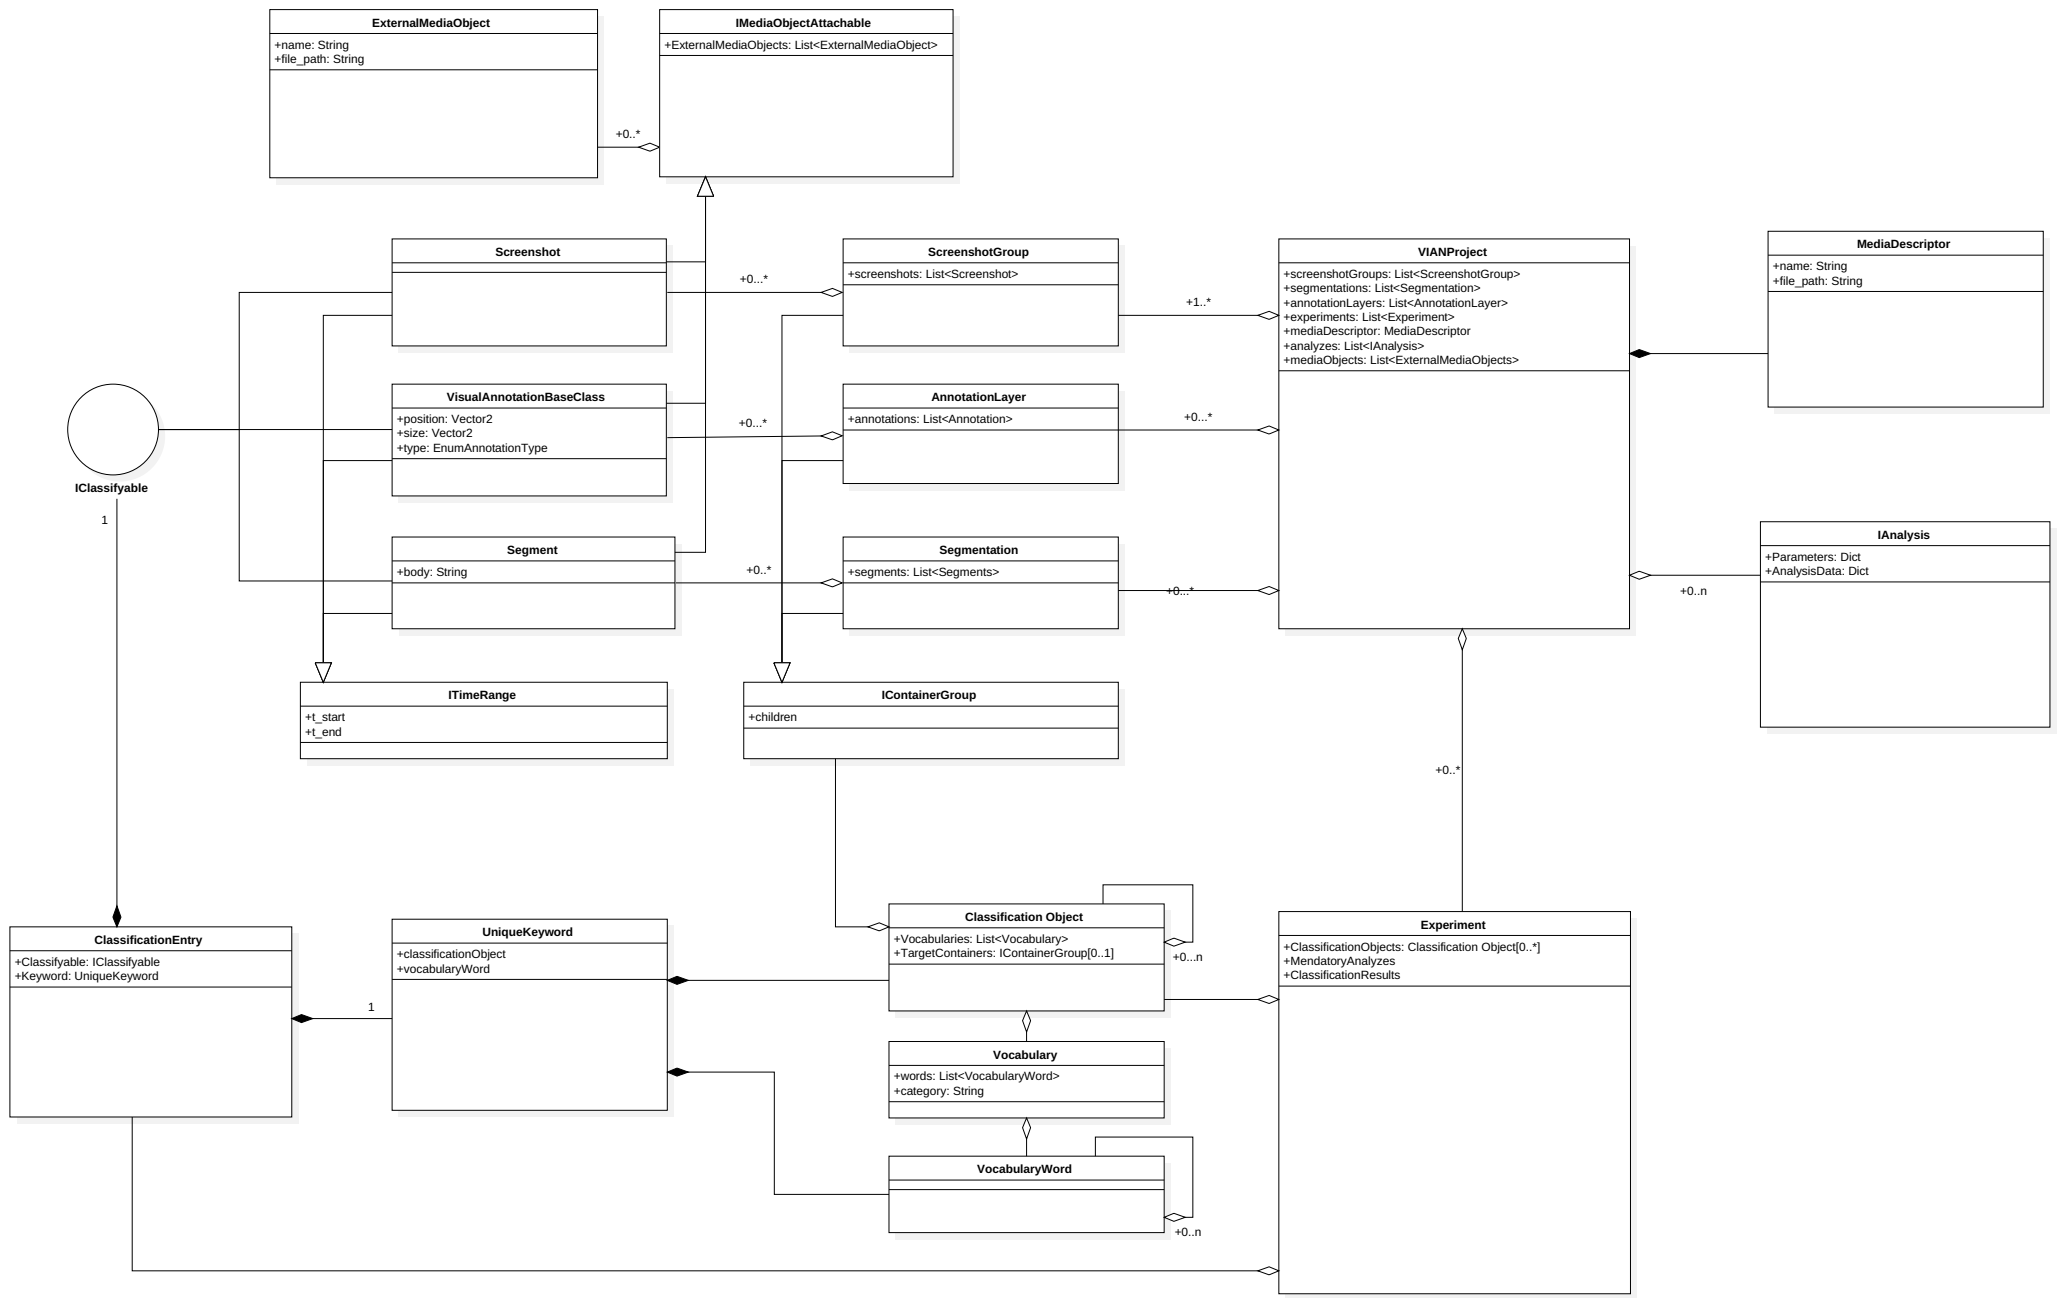 ExternalMediaObject
+name: String
+file_path: String
IMediaObjectAttachable
+ExternalMediaObjects: List<ExternalMediaObject>
+0..*
Screenshot
+0...*
ScreenshotGroup
+screenshots: List<Screenshot>
+1..*
VIANProject
+screenshotGroups: List<ScreenshotGroup>
+segmentations: List<Segmentation>
+annotationLayers: List<AnnotationLayer>
+experiments: List<Experiment>
+mediaDescriptor: MediaDescriptor
+analyzes: List<IAnalysis>
+mediaObjects: List<ExternalMediaObjects>
MediaDescriptor
+name: String
+file_path: String
IClassifyable
1
VisualAnnotationBaseClass
+position: Vector2
+size: Vector2
+type: EnumAnnotationType
+0...*
AnnotationLayer
+annotations: List<Annotation>
+0...*
Segment
+body: String
+0..*
Segmentation
+segments: List<Segments>
+0...*
IAnalysis
+Parameters: Dict
+AnalysisData: Dict
+0..n
ITimeRange
+t_start
+t_end
IContainerGroup
+children
+0..*
ClassificationEntry
+Classifyable: IClassifyable
+Keyword: UniqueKeyword
1
UniqueKeyword
+classificationObject
+vocabularyWord
Classification Object
+Vocabularies: List<Vocabulary>
+TargetContainers: IContainerGroup[0..1]
+0...n
Experiment
+ClassificationObjects: Classification Object[0..*]
+MendatoryAnalyzes
+ClassificationResults
Vocabulary
+words: List<VocabularyWord>
+category: String
VocabularyWord
+0..n